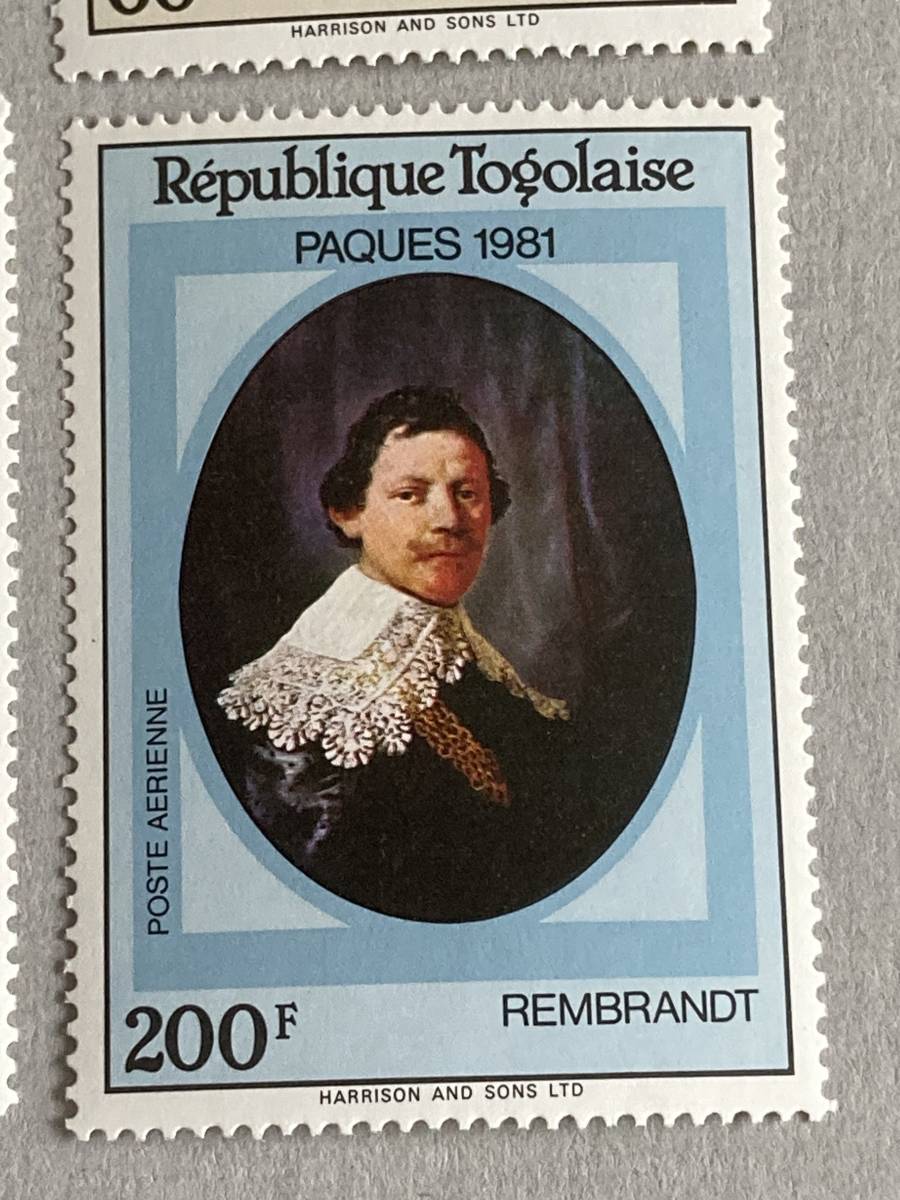 HARRISON AND SONS LTD
République Togolaise
PAQUES 1981
POSTE AERIENNE
200F
REMBRANDT
HARRISON AND SONS LTD